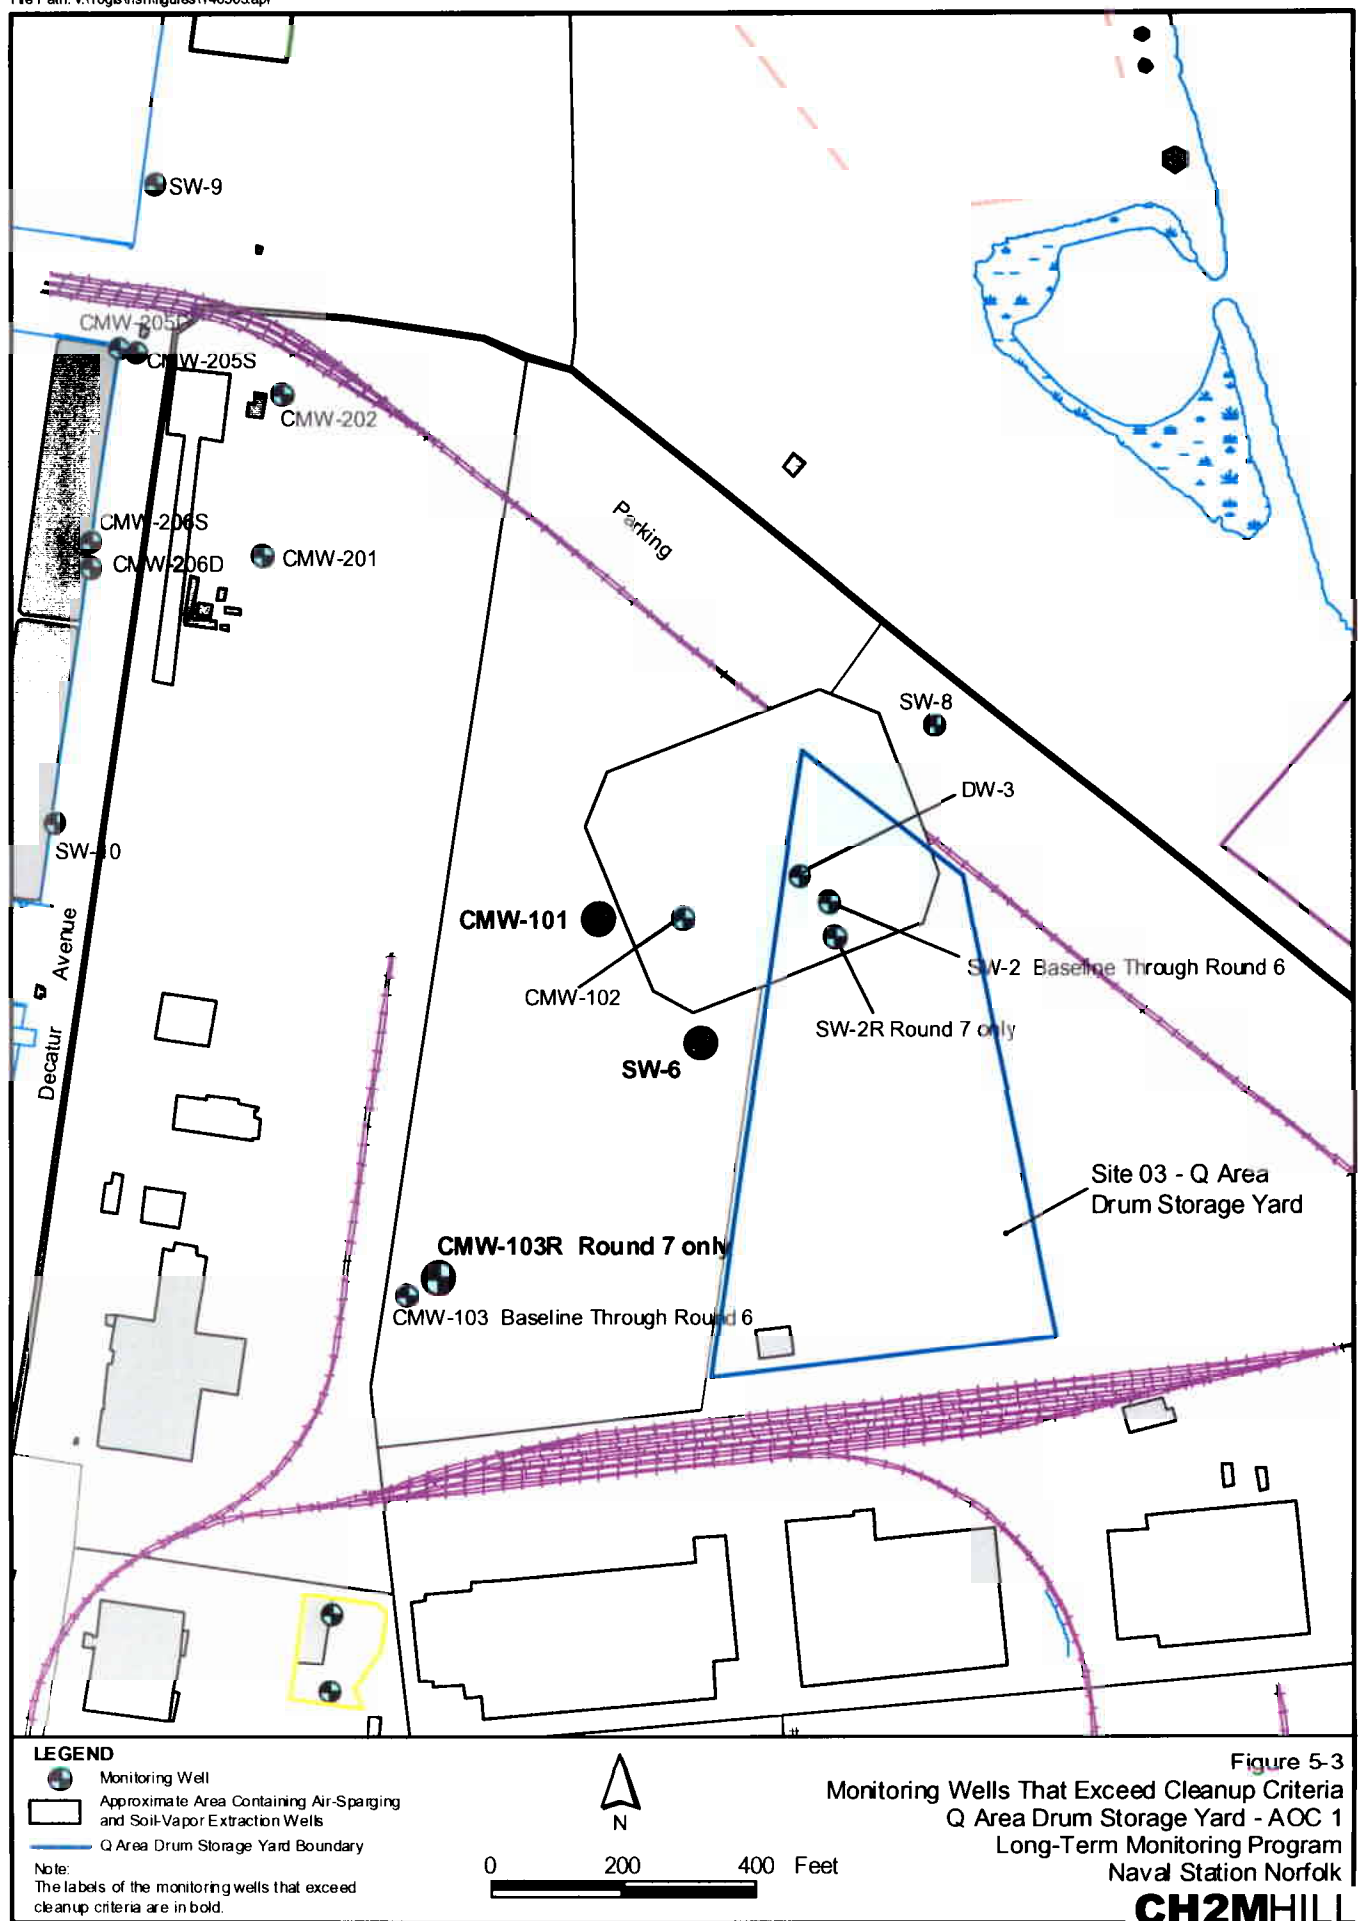 SW-9
CMW-205D
CMW-205S
CMW-202
CMW-206S
CMW-206D
CMW-201
Parking
SW-8
DW-3
SW-10
CMW-101
Decatur Avenue
SW-2 Baseline Through Round 6
CMW-102
SW-2R Round 7 only
SW-6
Site 03 - Q Area
Drum Storage Yard
CMW-103R Round 7 only
CMW-103 Baseline Through Round 6
LEGEND
Monitoring Well
Approximate Area Containing Air-Sparging
and Soil-Vapor Extraction Wells
Q Area Drum Storage Yard Boundary
Note:
The labels of the monitoring wells that exceed
cleanup criteria are in bold.
N
0 200 400 Feet
Figure 5-3
Monitoring Wells That Exceed Cleanup Criteria
Q Area Drum Storage Yard - AOC 1
Long-Term Monitoring Program
Naval Station Norfolk
CH2MHILL